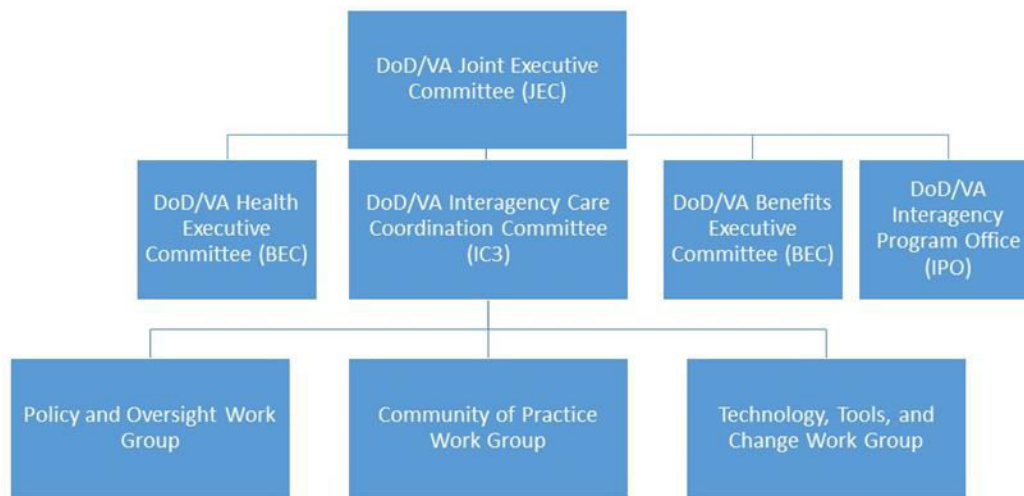 DoD/VA Joint Executive
Committee (JEC)
DoD/VA Health
Executive
Committee (BEC)
DoD/VA Interagency Care
Coordination Committee
(IC3)
DoD/VA Benefits
Executive
Committee (BEC)
DoD/VA
Interagency
Program Office
(IPO)
Policy and Oversight Work
Group
Community of Practice
Work Group
Technology, Tools, and
Change Work Group